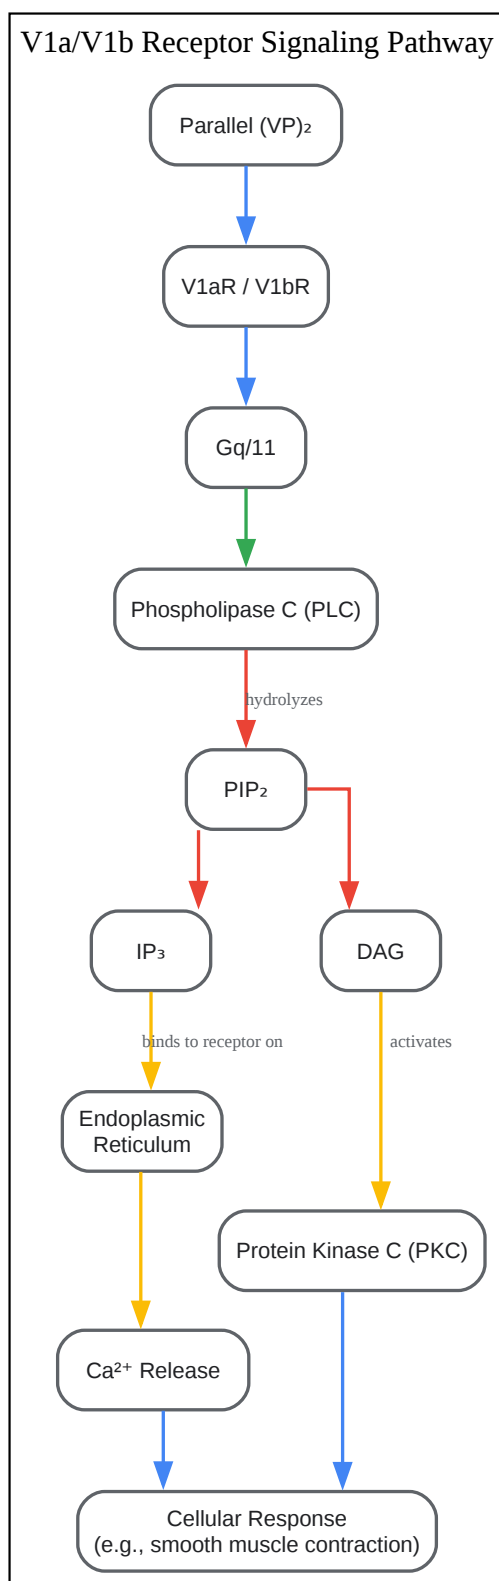 V1a/V1b Receptor Signaling Pathway
Parallel (VP)₂
V1aR / V1bR
Gq/11
Phospholipase C (PLC)
hydrolyzes
PIP₂
IP₃
DAG
binds to receptor on
activates
Endoplasmic
Reticulum
Protein Kinase C (PKC)
Ca²⁺ Release
Cellular Response
(e.g., smooth muscle contraction)